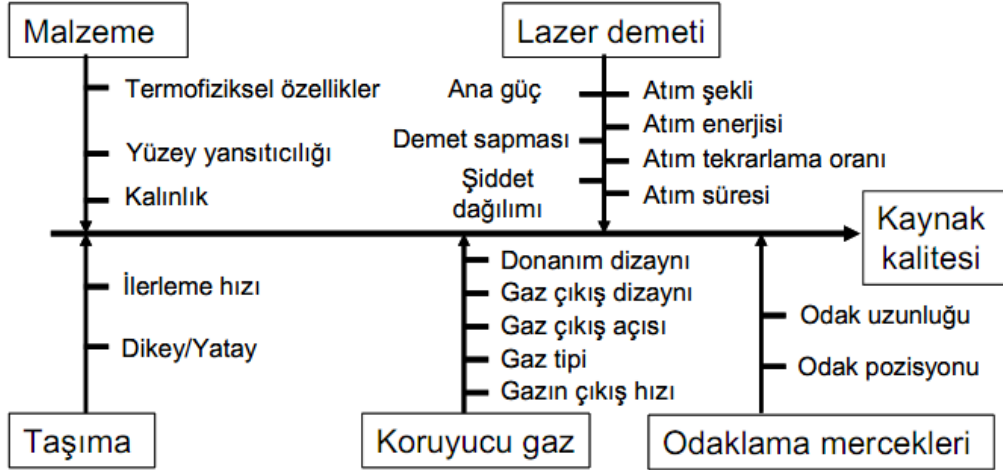 Malzeme
Termofiziksel özellikler
Yüzey yansıtıcılığı
Kalınlık
Lazer demeti
Ana güç
Demet sapması
Şiddet
dağılımı
Atım şekli
Atım enerjisi
Atım tekrarlama oranı
Atım süresi
Kaynak
kalitesi
İlerleme hızı
Dikey/Yatay
Taşıma
Donanım dizaynı
Gaz çıkış dizaynı
Gaz çıkış açısı
Gaz tipi
Gazın çıkış hızı
Koruyucu gaz
Odak uzunluğu
Odak pozisyonu
Odaklama mercekleri